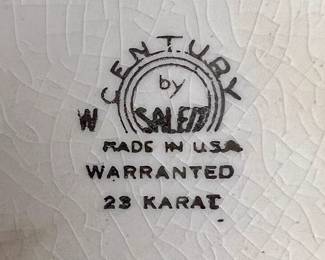 CENTURY
by
W SALEM
MADE IN U.S.A
WARRANTED
23 KARAT